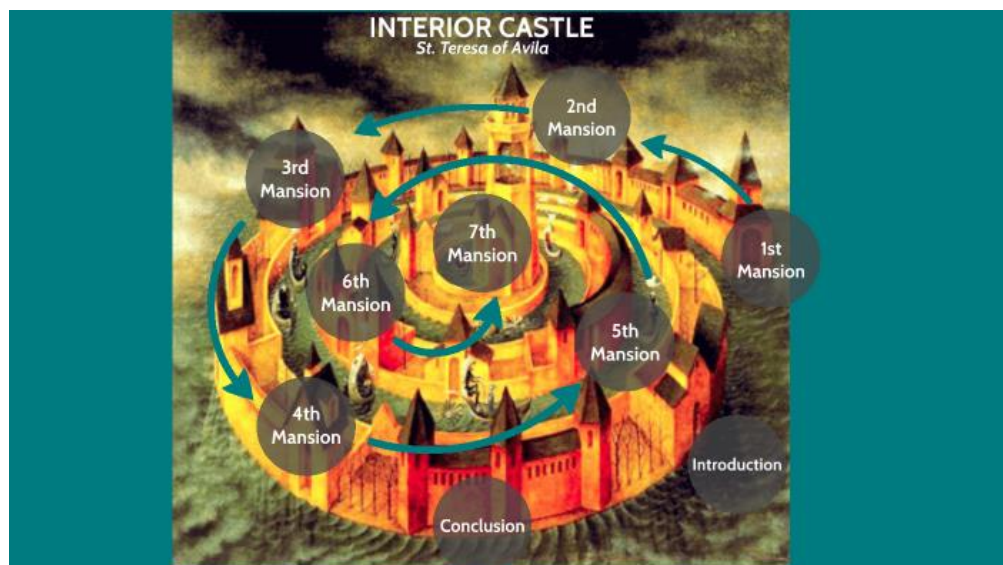 INTERIOR CASTLE
St. Teresa of Avila
2nd
Mansion
3rd
Mansion
7th
Mansion
1st
Mansion
6th
Mansion
5th
Mansion
4th
Mansion
Introduction
Conclusion